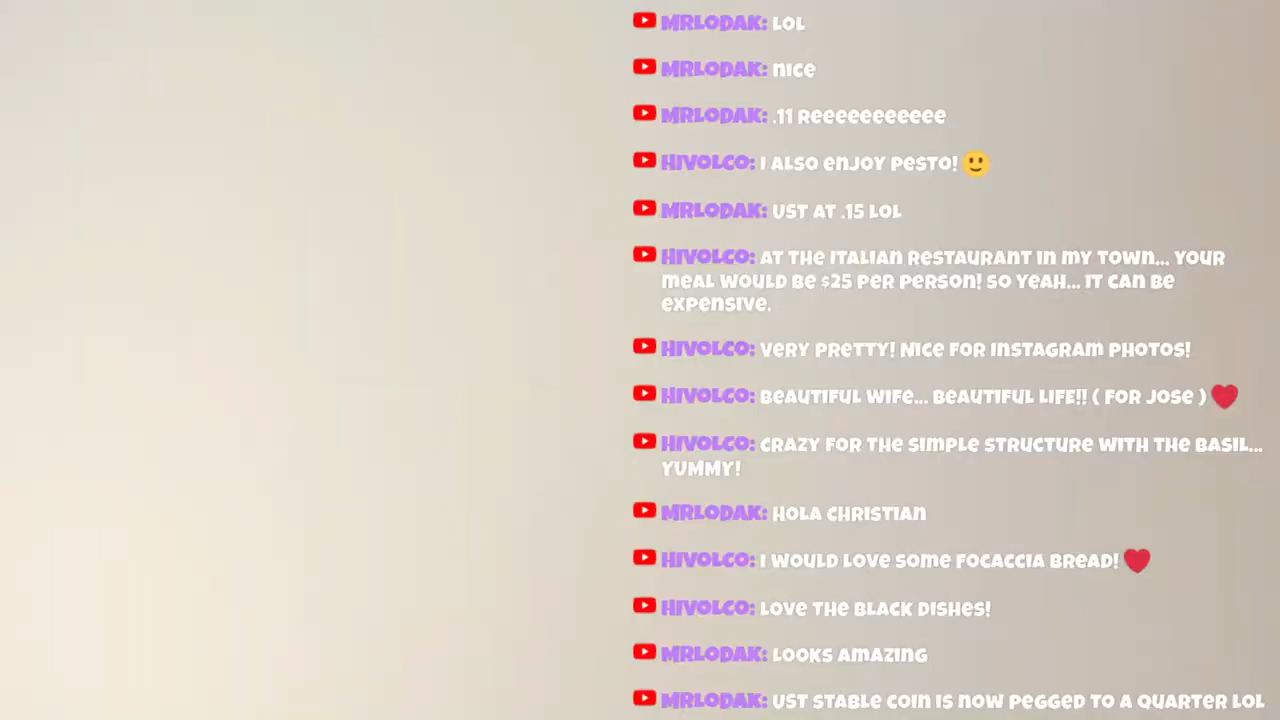 MRLODAK: LOL
MRLODAK: nice
MRLODAK: .11 Reeeeeeeeeee
HIVOLCO: I also enjoy pesto! 🙂
MRLODAK: UST at .15 lol
HIVOLCO: At the Italian restaurant in my town... your
meal would be $25 per person! So yeah... it can be
expensive.
HIVOLCO: Very pretty! Nice for Instagram photos!
HIVOLCO: Beautiful wife... beautiful life!! ( for Jose ) ❤️
HIVOLCO: Crazy for the simple structure with the basil...
YUMMY!
MRLODAK: Hola Christian
HIVOLCO: I would love some focaccia bread! ❤️
HIVOLCO: Love the black dishes!
MRLODAK: looks amazing
MRLODAK: UST stable coin is now pegged to a quarter LOL